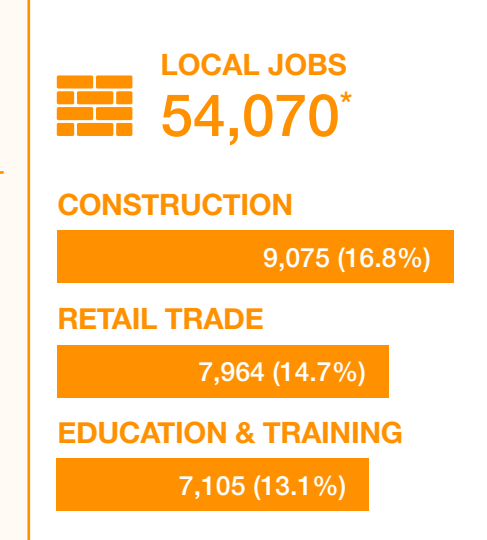 LOCAL JOBS
54,070*
CONSTRUCTION
9,075 (16.8%)
RETAIL TRADE
7,964 (14.7%)
EDUCATION & TRAINING
7,105 (13.1%)